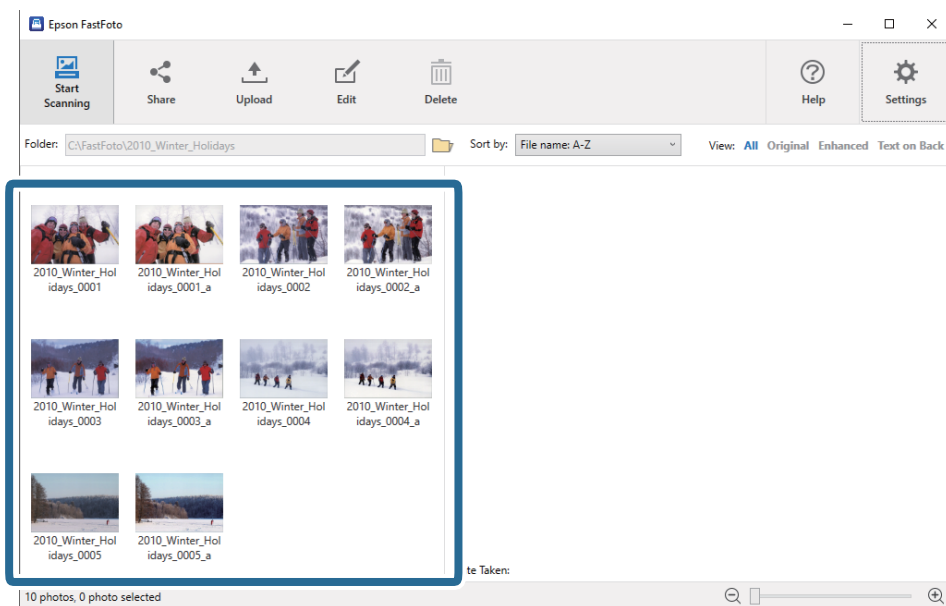 Epson FastFoto
Start
Scanning
Share
Upload
Edit
Delete
Help
Settings
Folder: C:\FastFoto\2010_Winter_Holidays
Sort by: File name: A-Z
View: All Original Enhanced Text on Back
2010_Winter_Hol
idays_0001
2010_Winter_Hol
idays_0001_a
2010_Winter_Hol
idays_0002
2010_Winter_Hol
idays_0002_a
2010_Winter_Hol
idays_0003
2010_Winter_Hol
idays_0003_a
2010_Winter_Hol
idays_0004
2010_Winter_Hol
idays_0004_a
2010_Winter_Hol
idays_0005
2010_Winter_Hol
idays_0005_a
te Taken:
10 photos, 0 photo selected